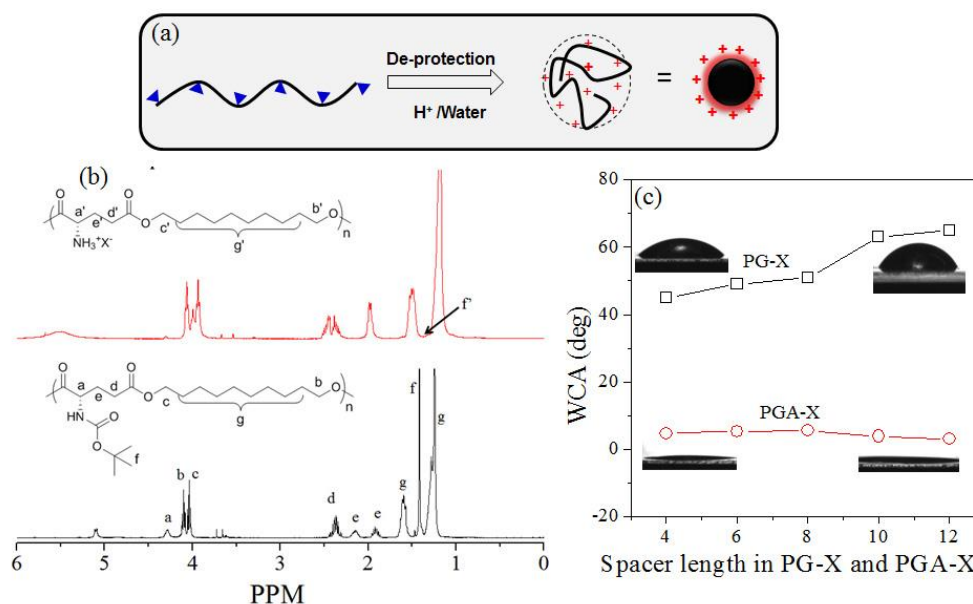 (a)
De-protection
H⁺ /Water
=
+ + + + + + + +
+ + + + + + + + + + + +
(b)
O
a' d' O b'
e' O O n
c'
NH₃⁺X⁻ g'
f'
O
a d O b
e O O n
c
NH O g
O
f
f
g
b c
g
a d e e
6 5 4 3 2 1 0
PPM
(c)
80
60
40
20
0
-20
WCA (deg)
PG-X
PGA-X
4 6 8 10 12
Spacer length in PG-X and PGA-X